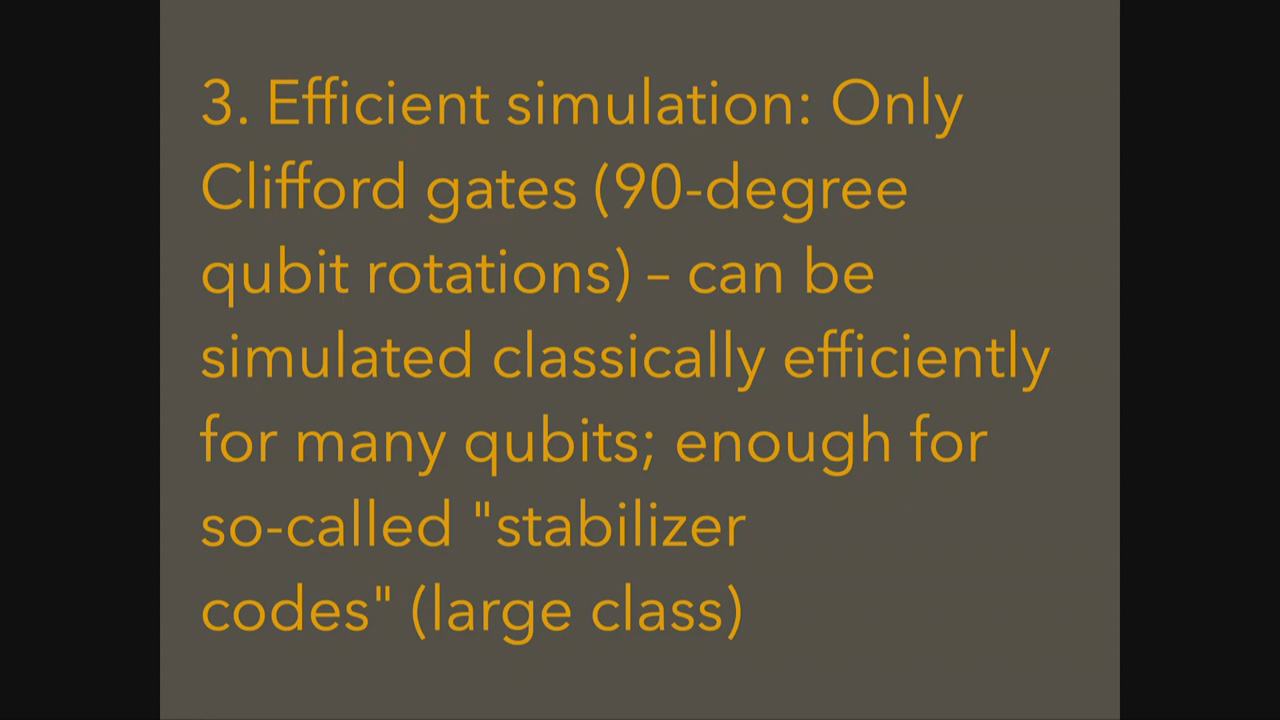 3. Efficient simulation: Only
Clifford gates (90-degree
qubit rotations) – can be
simulated classically efficiently
for many qubits; enough for
so-called "stabilizer
codes" (large class)